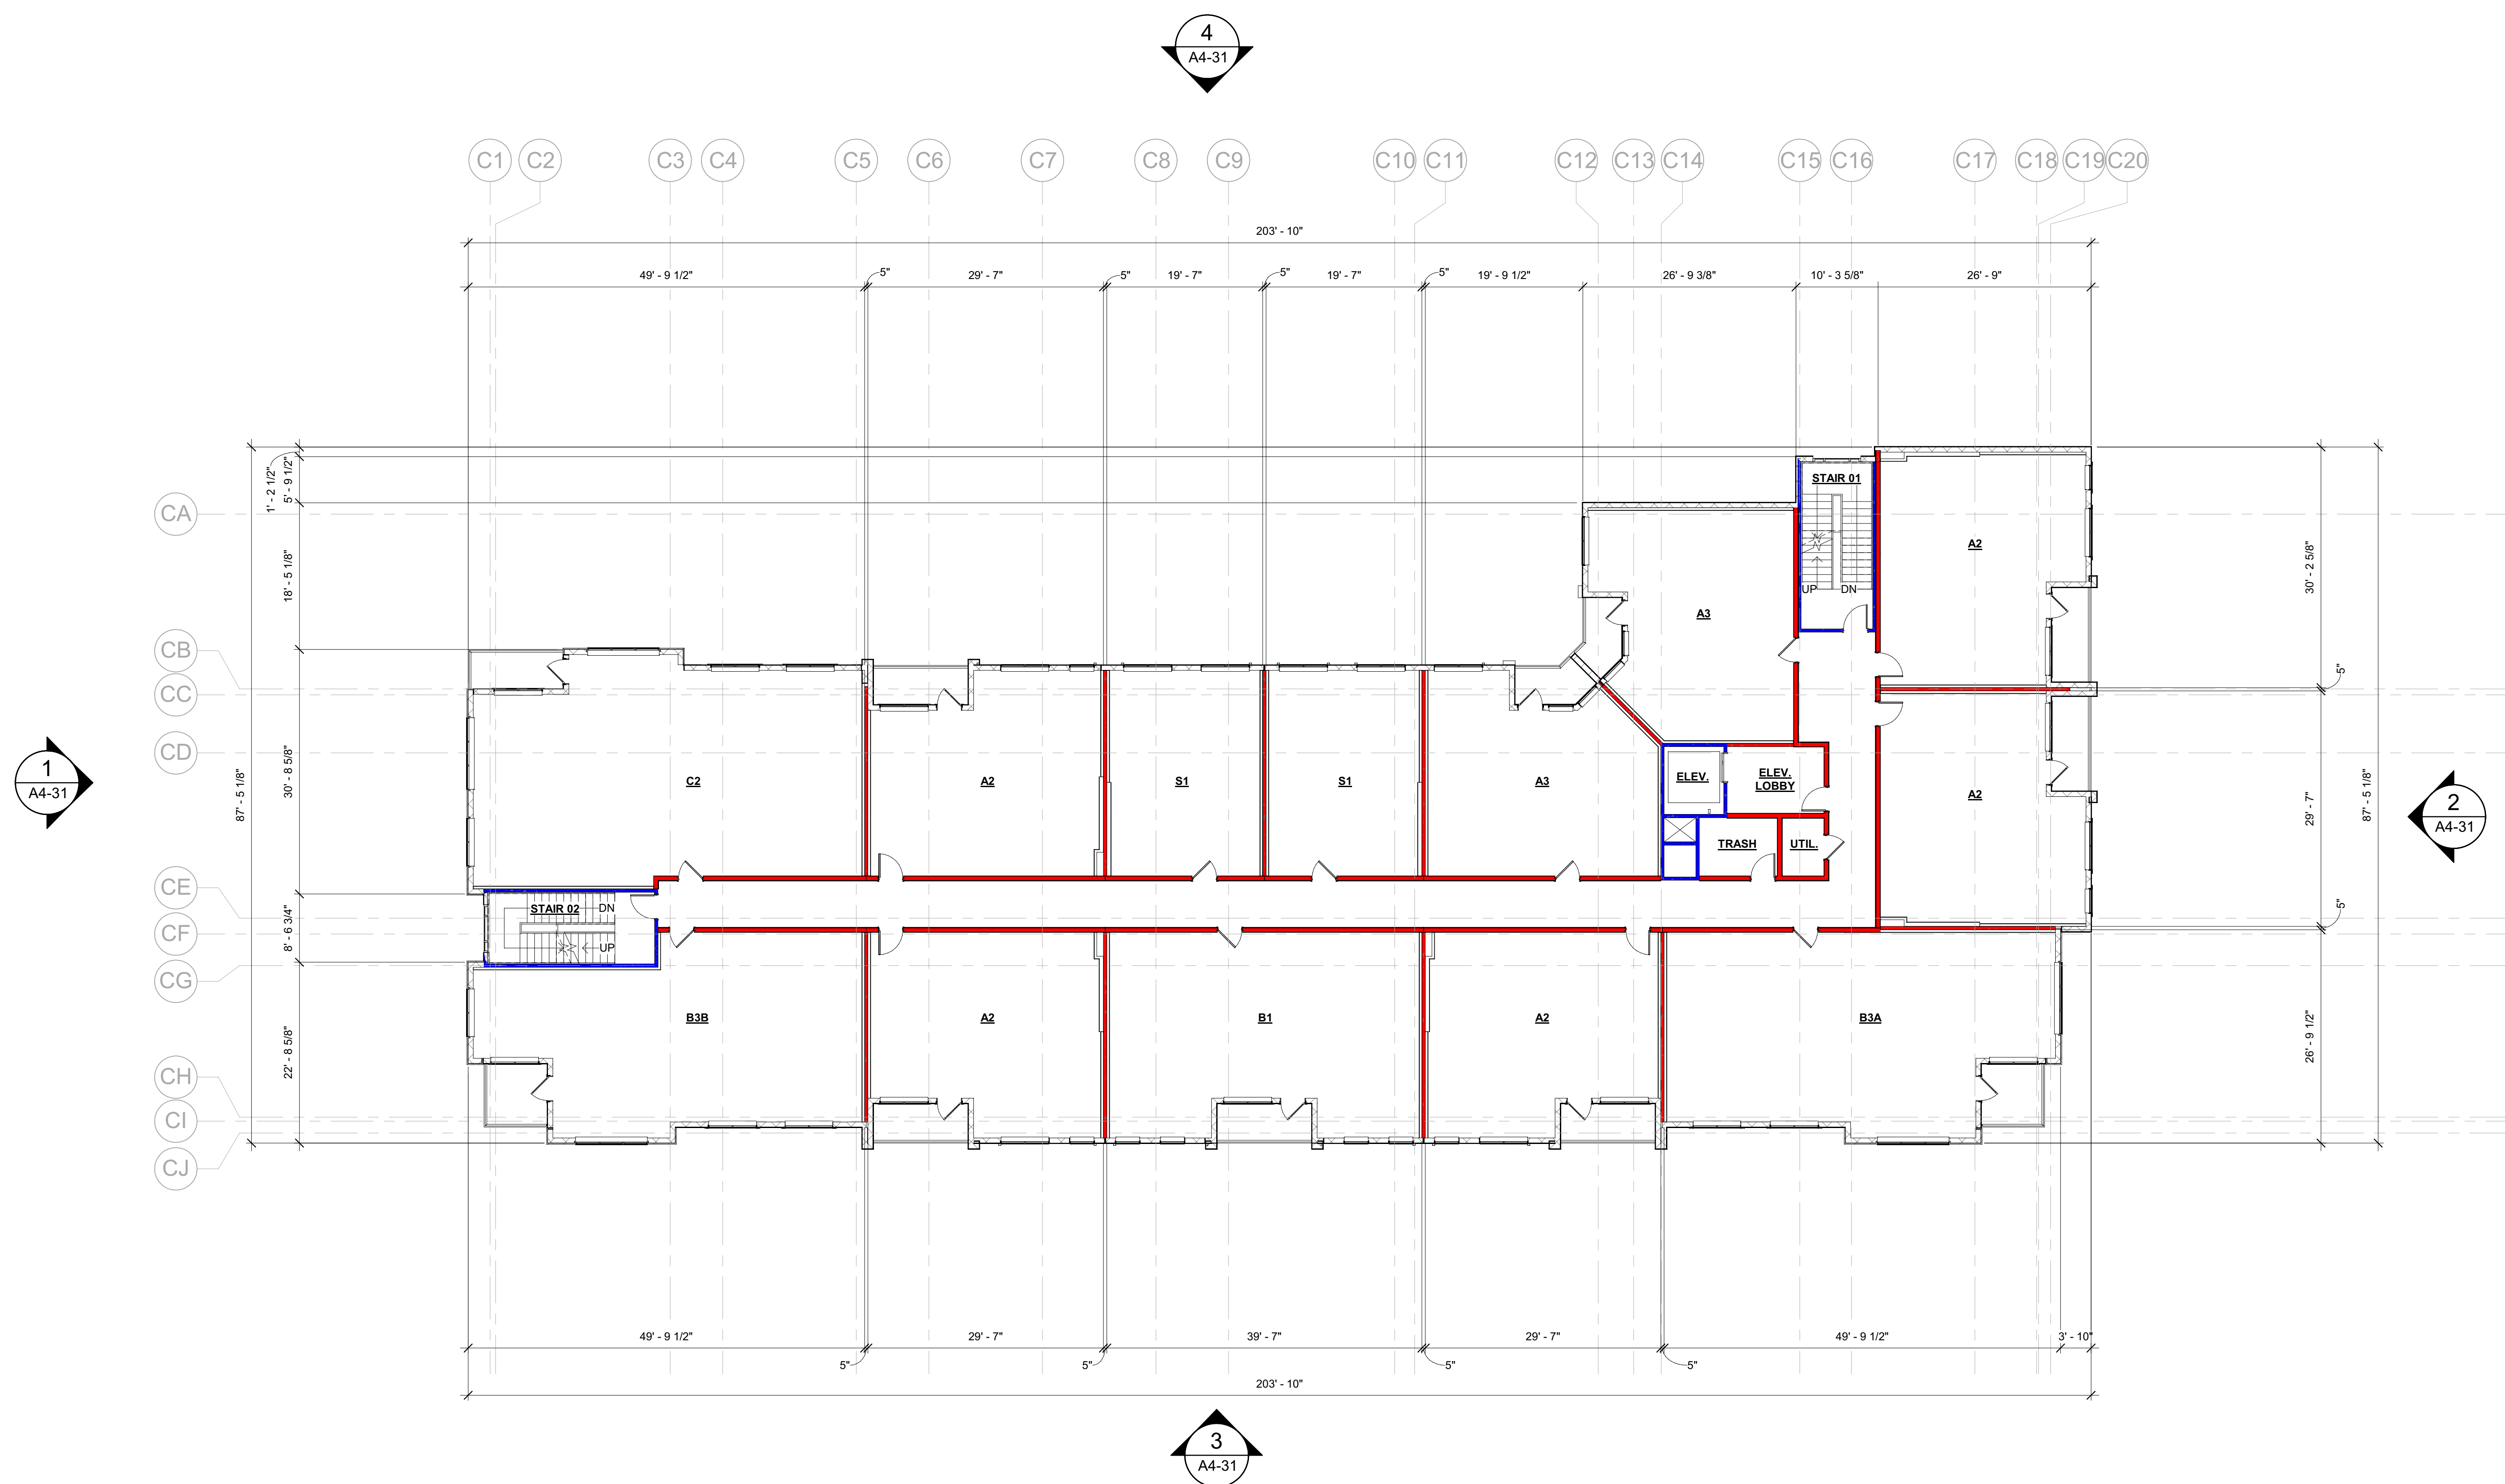 4
A4-31
C1
C2
C3
C4
C5
C6
C7
C8
C9
C10
C11
C12
C13
C14
C15
C16
C17
C18
C19
C20
203' - 10"
49' - 9 1/2"
5"
29' - 7"
5"
19' - 7"
5"
19' - 7"
5"
19' - 9 1/2"
26' - 9 3/8"
10' - 3 5/8"
26' - 9"
1' - 2 1/2"
5' - 9 1/2"
18' - 5 1/8"
30' - 8 5/8"
8' - 6 3/4"
22' - 8 5/8"
87' - 5 1/8"
CA
CB
CC
CD
CE
CF
CG
CH
CI
CJ
1
A4-31
STAIR 01
UP
DN
A2
A3
C2
A2
S1
S1
A3
ELEV.
ELEV.
LOBBY
A2
TRASH
UTIL.
STAIR 02
DN
UP
B3B
A2
B1
A2
B3A
30' - 2 5/8"
5"
29' - 7"
5"
26' - 9 1/2"
87' - 5 1/8"
2
A4-31
49' - 9 1/2"
5"
29' - 7"
5"
39' - 7"
5"
29' - 7"
5"
49' - 9 1/2"
3' - 10"
203' - 10"
3
A4-31